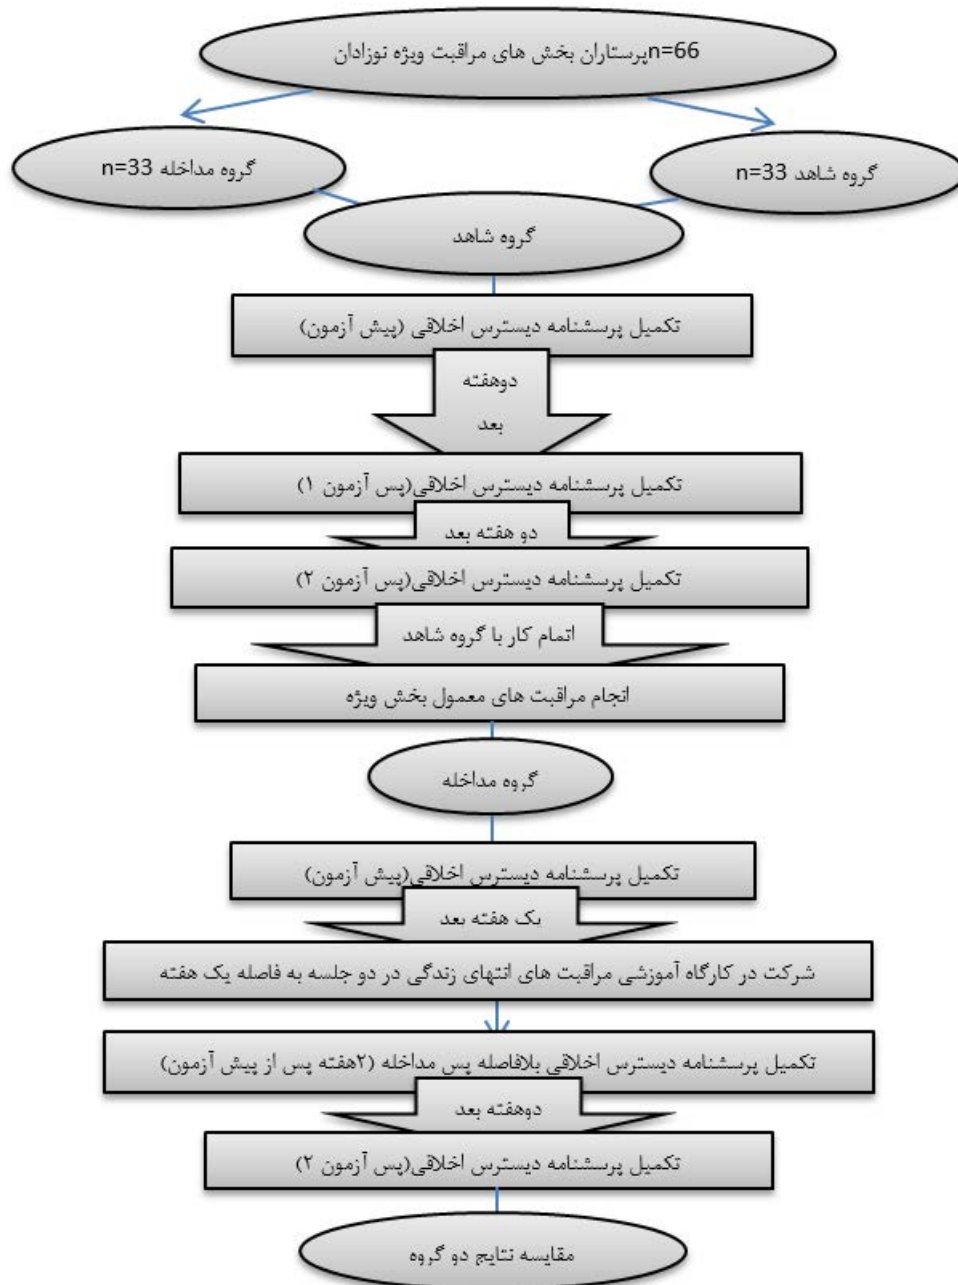 n=66پرستاران بخش های مراقبت ویژه نوزادان
گروه شاهد n=33
گروه مداخله n=33
گروه شاهد
تکمیل پرسشنامه دیسترس اخلاقی (پیش آزمون)
دوهفته
بعد
تکمیل پرسشنامه دیسترس اخلاقی(پس آزمون ۱)
دو هفته بعد
تکمیل پرسشنامه دیسترس اخلاقی(پس آزمون ۲)
اتمام کار با گروه شاهد
انجام مراقبت های معمول بخش ویژه
گروه مداخله
تکمیل پرسشنامه دیسترس اخلاقی(پیش آزمون)
یک هفته بعد
شرکت در کارگاه آموزشی مراقبت های انتهای زندگی در دو جلسه به فاصله یک هفته
تکمیل پرسشنامه دیسترس اخلاقی بلافاصله پس مداخله (۲هفته پس از پیش آزمون)
دوهفته بعد
تکمیل پرسشنامه دیسترس اخلاقی(پس آزمون ۲)
مقایسه نتایج دو گروه